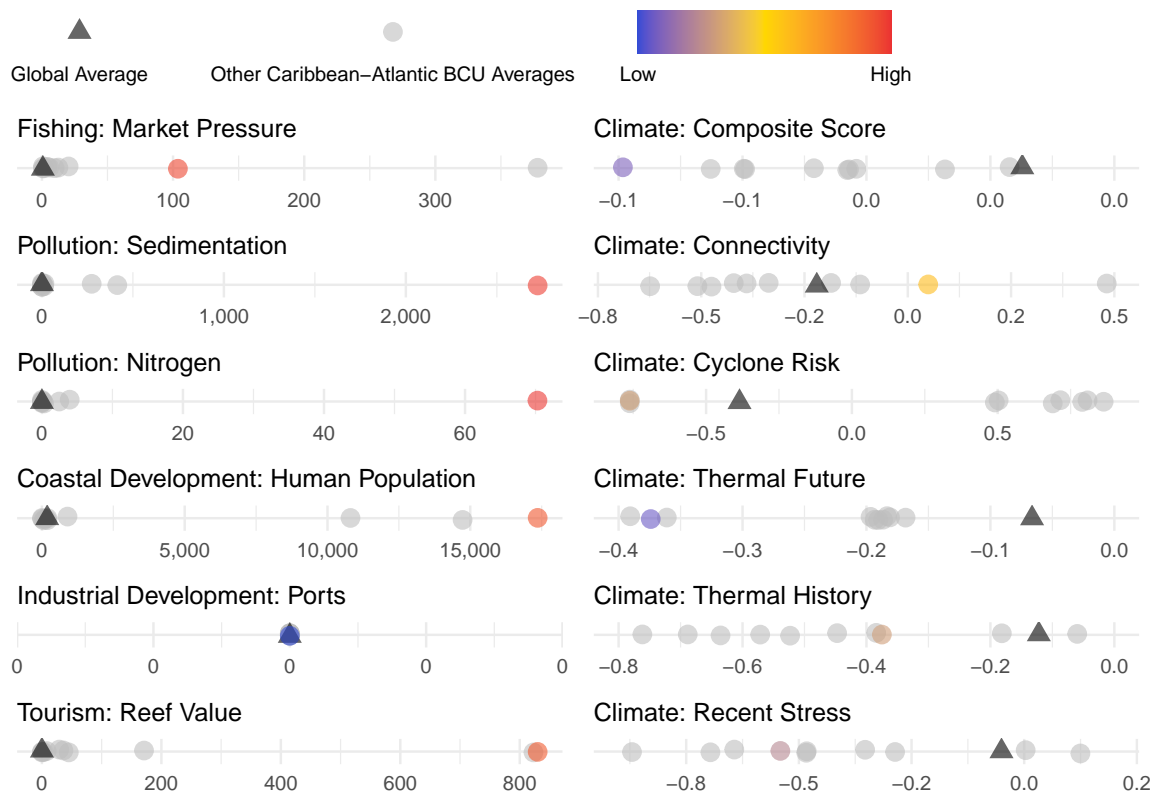 Global Average
Other Caribbean−Atlantic BCU Averages
Low
High
Fishing: Market Pressure
0 100 200 300
Pollution: Sedimentation
0 1,000 2,000
Pollution: Nitrogen
0 20 40 60
Coastal Development: Human Population
0 5,000 10,000 15,000
Industrial Development: Ports
0 0 0 0 0
Tourism: Reef Value
0 200 400 600 800
Climate: Composite Score
−0.1 −0.1 0.0 0.0 0.0
Climate: Connectivity
−0.8 −0.5 −0.2 0.0 0.2 0.5
Climate: Cyclone Risk
−0.5 0.0 0.5
Climate: Thermal Future
−0.4 −0.3 −0.2 −0.1 0.0
Climate: Thermal History
−0.8 −0.6 −0.4 −0.2 0.0
Climate: Recent Stress
−0.8 −0.5 −0.2 0.0 0.2